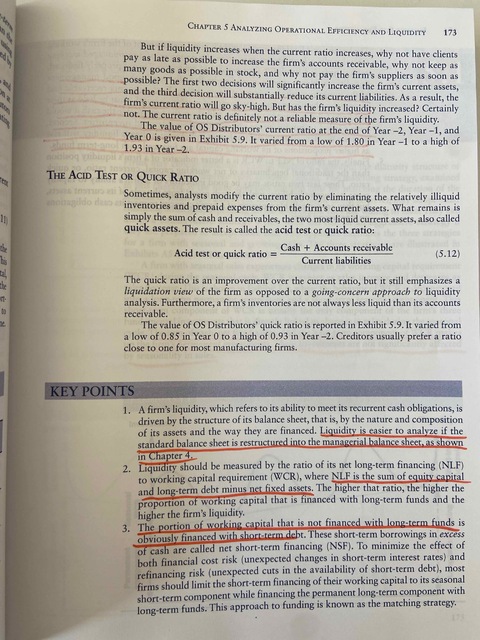 CHAPTER 5 ANALYZING OPERATIONAL EFFICIENCY AND LIQUIDITY 173
But if liquidity increases when the current ratio increases, why not have clients
pay as late as possible to increase the firm's accounts receivable, why not keep as
many goods as possible in stock, and why not pay the firm's suppliers as soon as
possible? The first two decisions will significantly increase the firm's current assets,
and the third decision will substantially reduce its current liabilities. As a result, the
firm's current ratio will go sky-high. But has the firm's liquidity increased? Certainly
not. The current ratio is definitely not a reliable measure of the firm's liquidity.
The value of OS Distributors' current ratio at the end of Year -2, Year -1, and
Year 0 is given in Exhibit 5.9. It varied from a low of 1.80 in Year -1 to a high of
1.93 in Year -2.
THE ACID TEST OR QUICK RATIO
Sometimes, analysts modify the current ratio by eliminating the relatively illiquid
inventories and prepaid expenses from the firm's current assets. What remains is
simply the sum of cash and receivables, the two most liquid current assets, also called
quick assets. The result is called the acid test or quick ratio:
Acid test or quick ratio = Cash + Accounts receivable / Current liabilities (5.12)
The quick ratio is an improvement over the current ratio, but it still emphasizes a
liquidation view of the firm as opposed to a going-concern approach to liquidity
analysis. Furthermore, a firm's inventories are not always less liquid than its accounts
receivable.
The value of OS Distributors' quick ratio is reported in Exhibit 5.9. It varied from
a low of 0.85 in Year 0 to a high of 0.93 in Year -2. Creditors usually prefer a ratio
close to one for most manufacturing firms.
KEY POINTS
1. A firm's liquidity, which refers to its ability to meet its recurrent cash obligations, is
driven by the structure of its balance sheet, that is, by the nature and composition
of its assets and the way they are financed. Liquidity is easier to analyze if the
standard balance sheet is restructured into the managerial balance sheet, as shown
in Chapter 4.
2. Liquidity should be measured by the ratio of its net long-term financing (NLF)
to working capital requirement (WCR), where NLF is the sum of equity capital
and long-term debt minus net fixed assets. The higher that ratio, the higher the
proportion of working capital that is financed with long-term funds and the
higher the firm's liquidity.
3. The portion of working capital that is not financed with long-term funds is
obviously financed with short-term debt. These short-term borrowings in excess
of cash are called net short-term financing (NSF). To minimize the effect of
both financial cost risk (unexpected changes in short-term interest rates) and
refinancing risk (unexpected cuts in the availability of short-term debt), most
firms should limit the short-term financing of their working capital to its seasonal
short-term component while financing the permanent long-term component with
long-term funds. This approach to funding is known as the matching strategy.